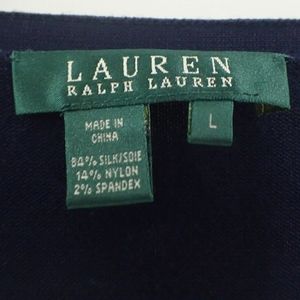 LAUREN
RALPH LAUREN
L
MADE IN
CHINA
84% SILK/SOIE
14% NYLON
2% SPANDEX